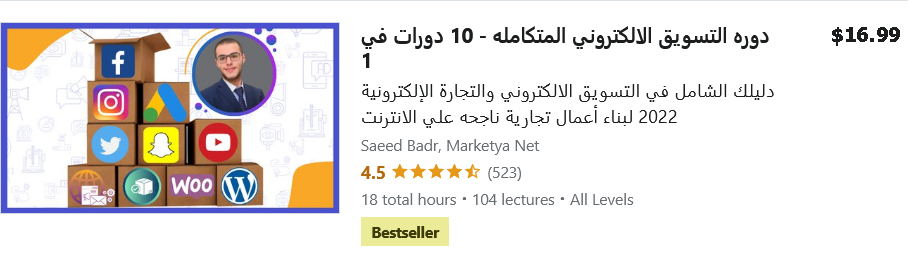 دوره التسويق الالكتروني المتكامله - 10 دورات في
1
$16.99
دليلك الشامل في التسويق الالكتروني والتجارة الإلكترونية
2022 لبناء أعمال تجارية ناجحه علي الانترنت
Saeed Badr, Marketya Net
4.5 (523)
18 total hours • 104 lectures • All Levels
Bestseller
WOO